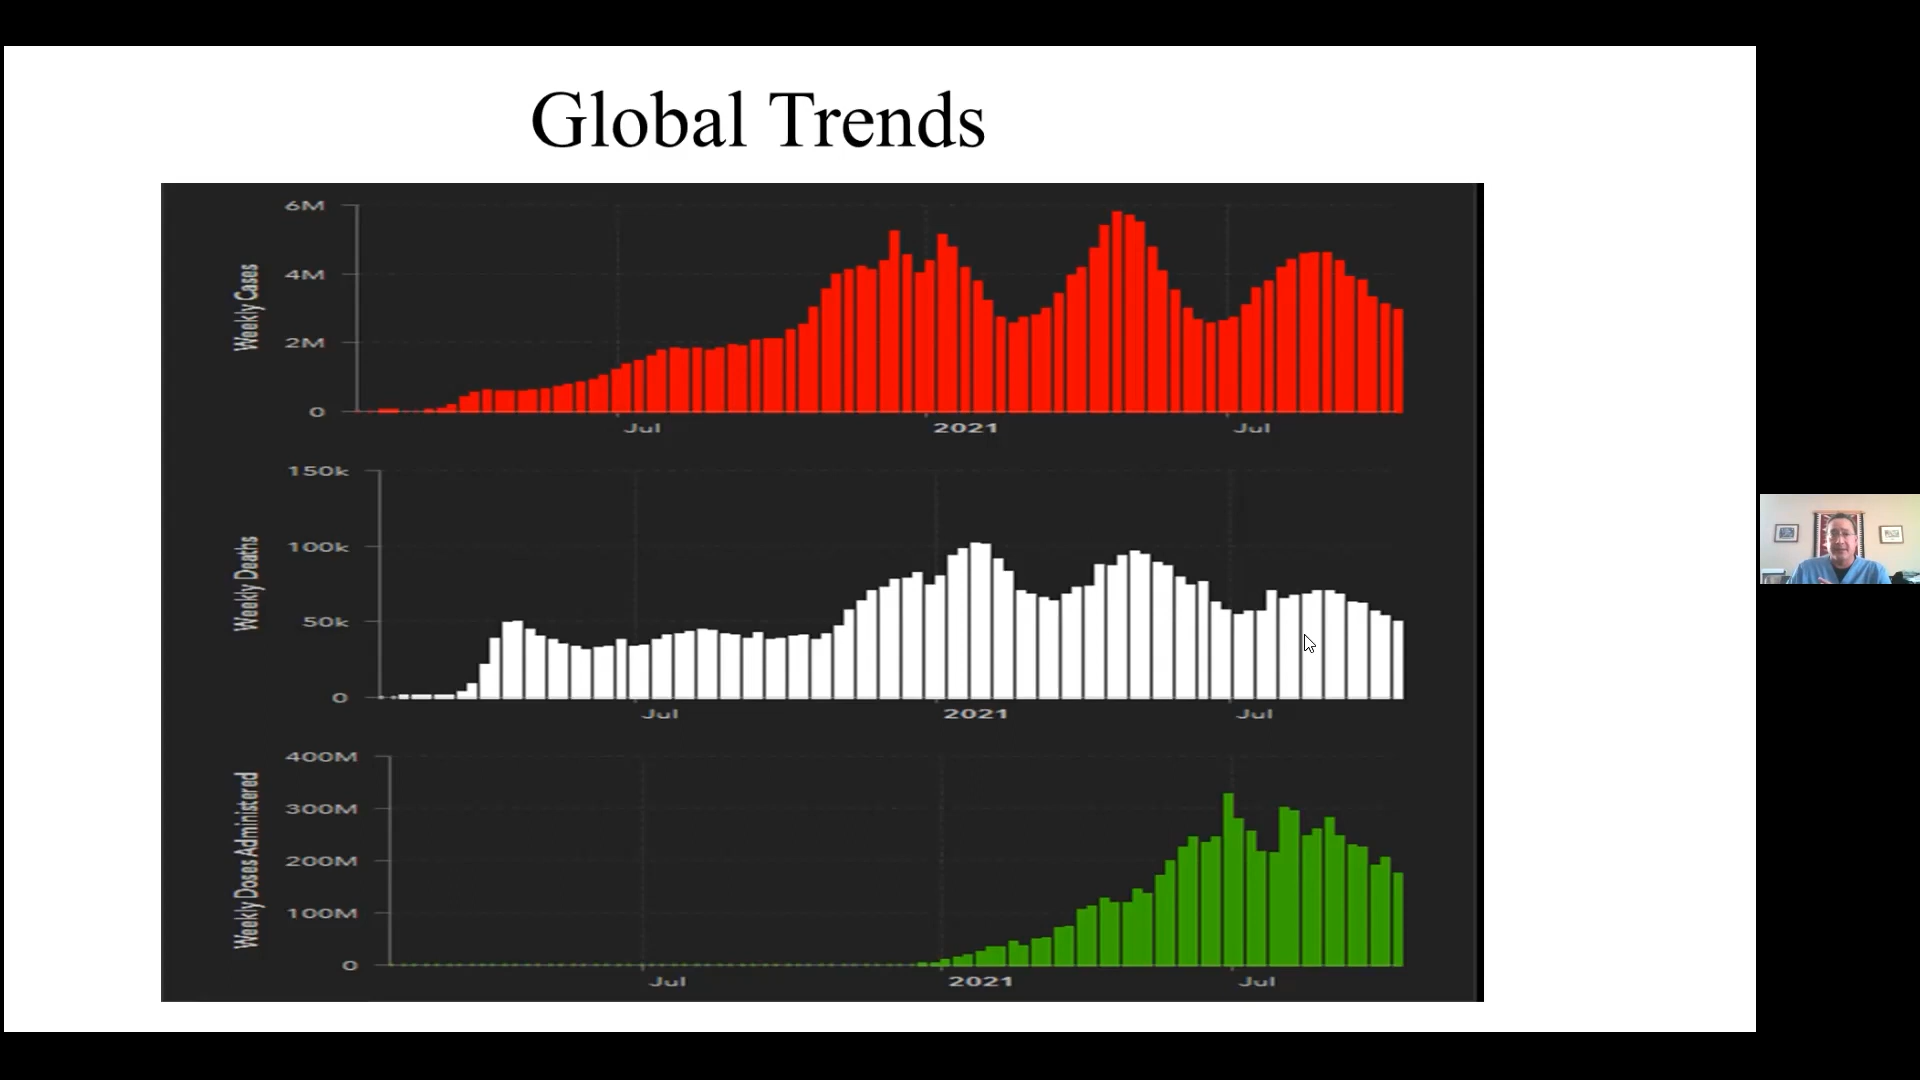 Global Trends
6M
4M
2M
0
Weekly Cases
Jul
2021
Jul
150k
100k
50k
0
Weekly Deaths
Jul
2021
Jul
400M
300M
200M
100M
0
Weekly Doses Administered
Jul
2021
Jul